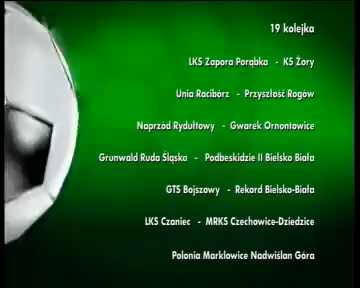 19 kolejka
LKS Zapora Porąbka - KS Żory
Unia Racibórz - Przyszłość Rogów
Naprzód Rydułtowy - Gwarek Ornontowice
Grunwald Ruda Śląska - Podbeskidzie II Bielsko Biała
GTS Bojszowy - Rekord Bielsko-Biała
LKS Czaniec - MRKS Czechowice-Dziedzice
Polonia Marklowice Nadwiślan Góra